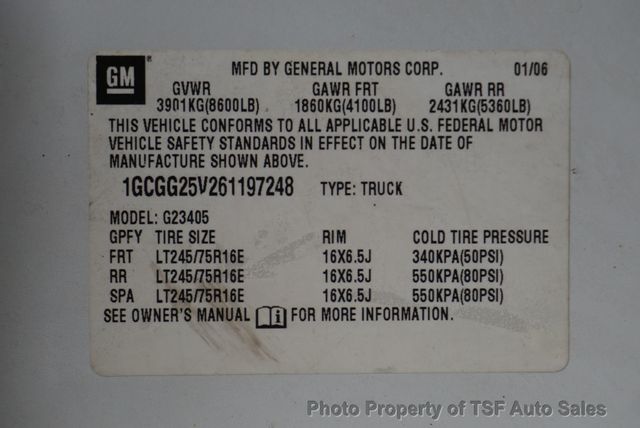 GM MFD BY GENERAL MOTORS CORP. 01/06
GVWR GAWR FRT GAWR RR
3901KG(8600LB) 1860KG(4100LB) 2431KG(5360LB)
THIS VEHICLE CONFORMS TO ALL APPLICABLE U.S. FEDERAL MOTOR
VEHICLE SAFETY STANDARDS IN EFFECT ON THE DATE OF
MANUFACTURE SHOWN ABOVE.
1GCGG25V261197248 TYPE: TRUCK
MODEL: G23405
GPFY TIRE SIZE RIM COLD TIRE PRESSURE
FRT LT245/75R16E 16X6.5J 340KPA(50PSI)
RR LT245/75R16E 16X6.5J 550KPA(80PSI)
SPA LT245/75R16E 16X6.5J 550KPA(80PSI)
SEE OWNER'S MANUAL i FOR MORE INFORMATION.
Photo Property of TSF Auto Sales